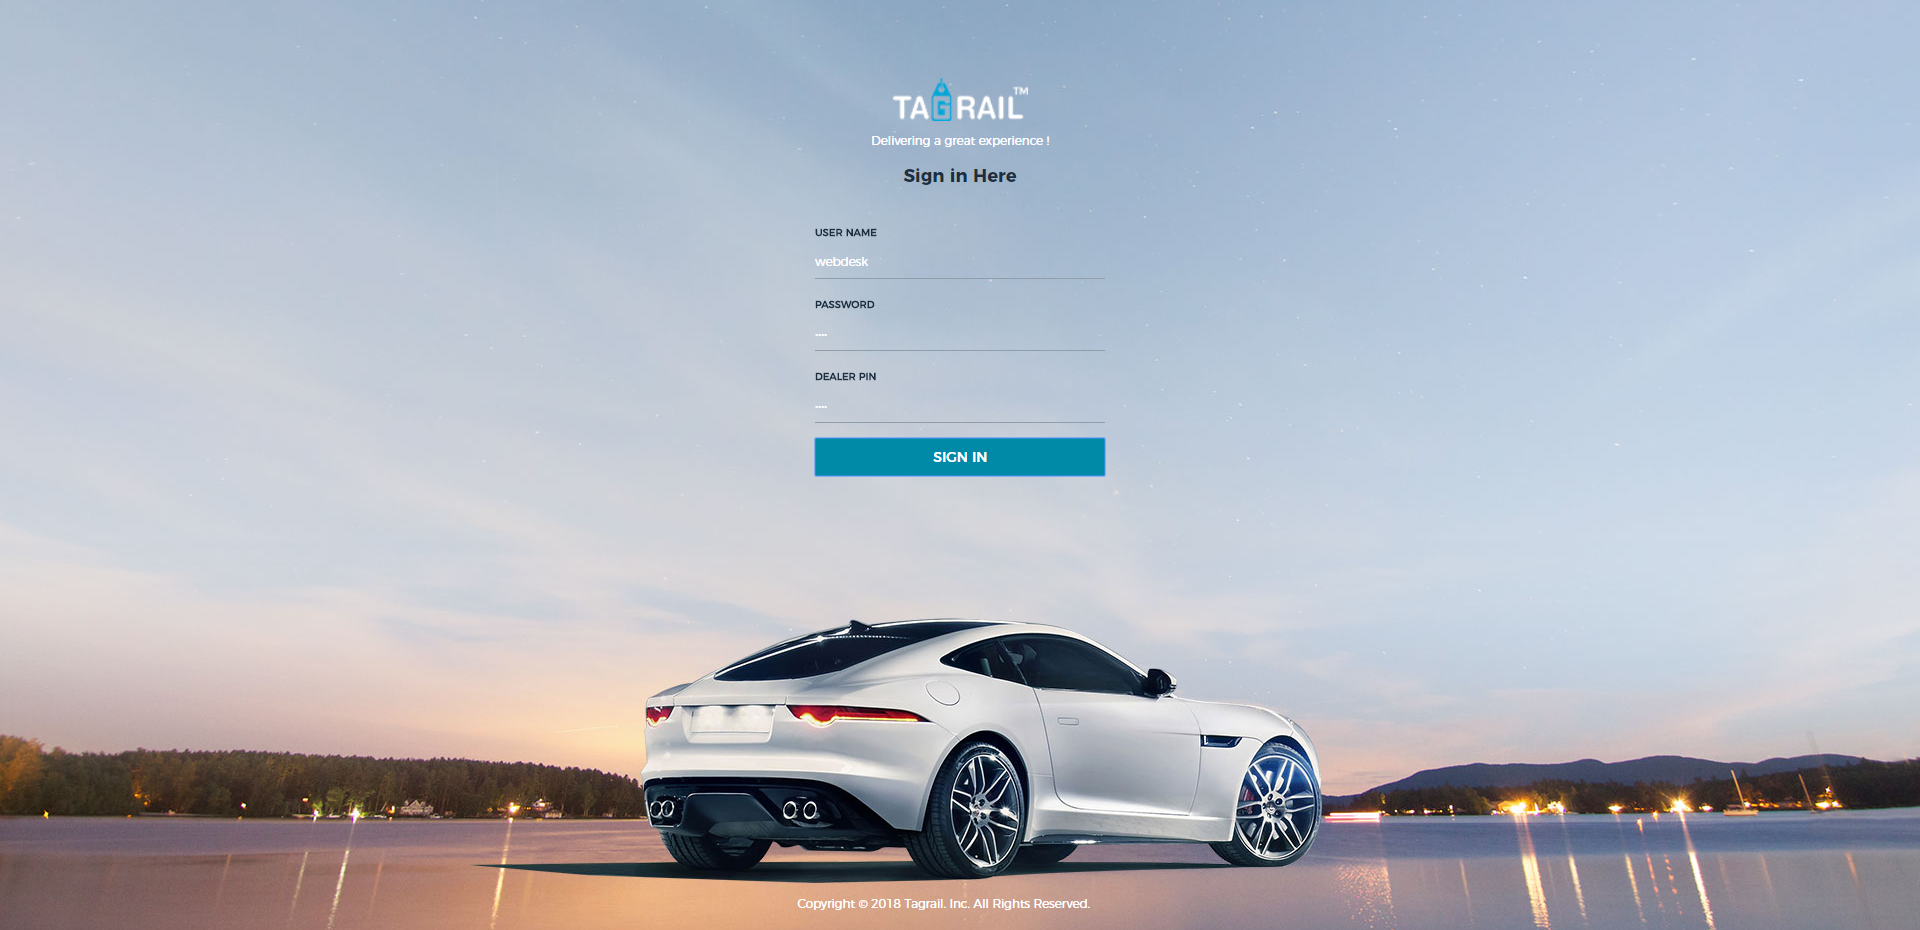 TAGRAIL™
Delivering a great experience !
Sign in Here
USER NAME
webdesk
PASSWORD
····
DEALER PIN
····
SIGN IN
Copyright © 2018 Tagrail. Inc. All Rights Reserved.